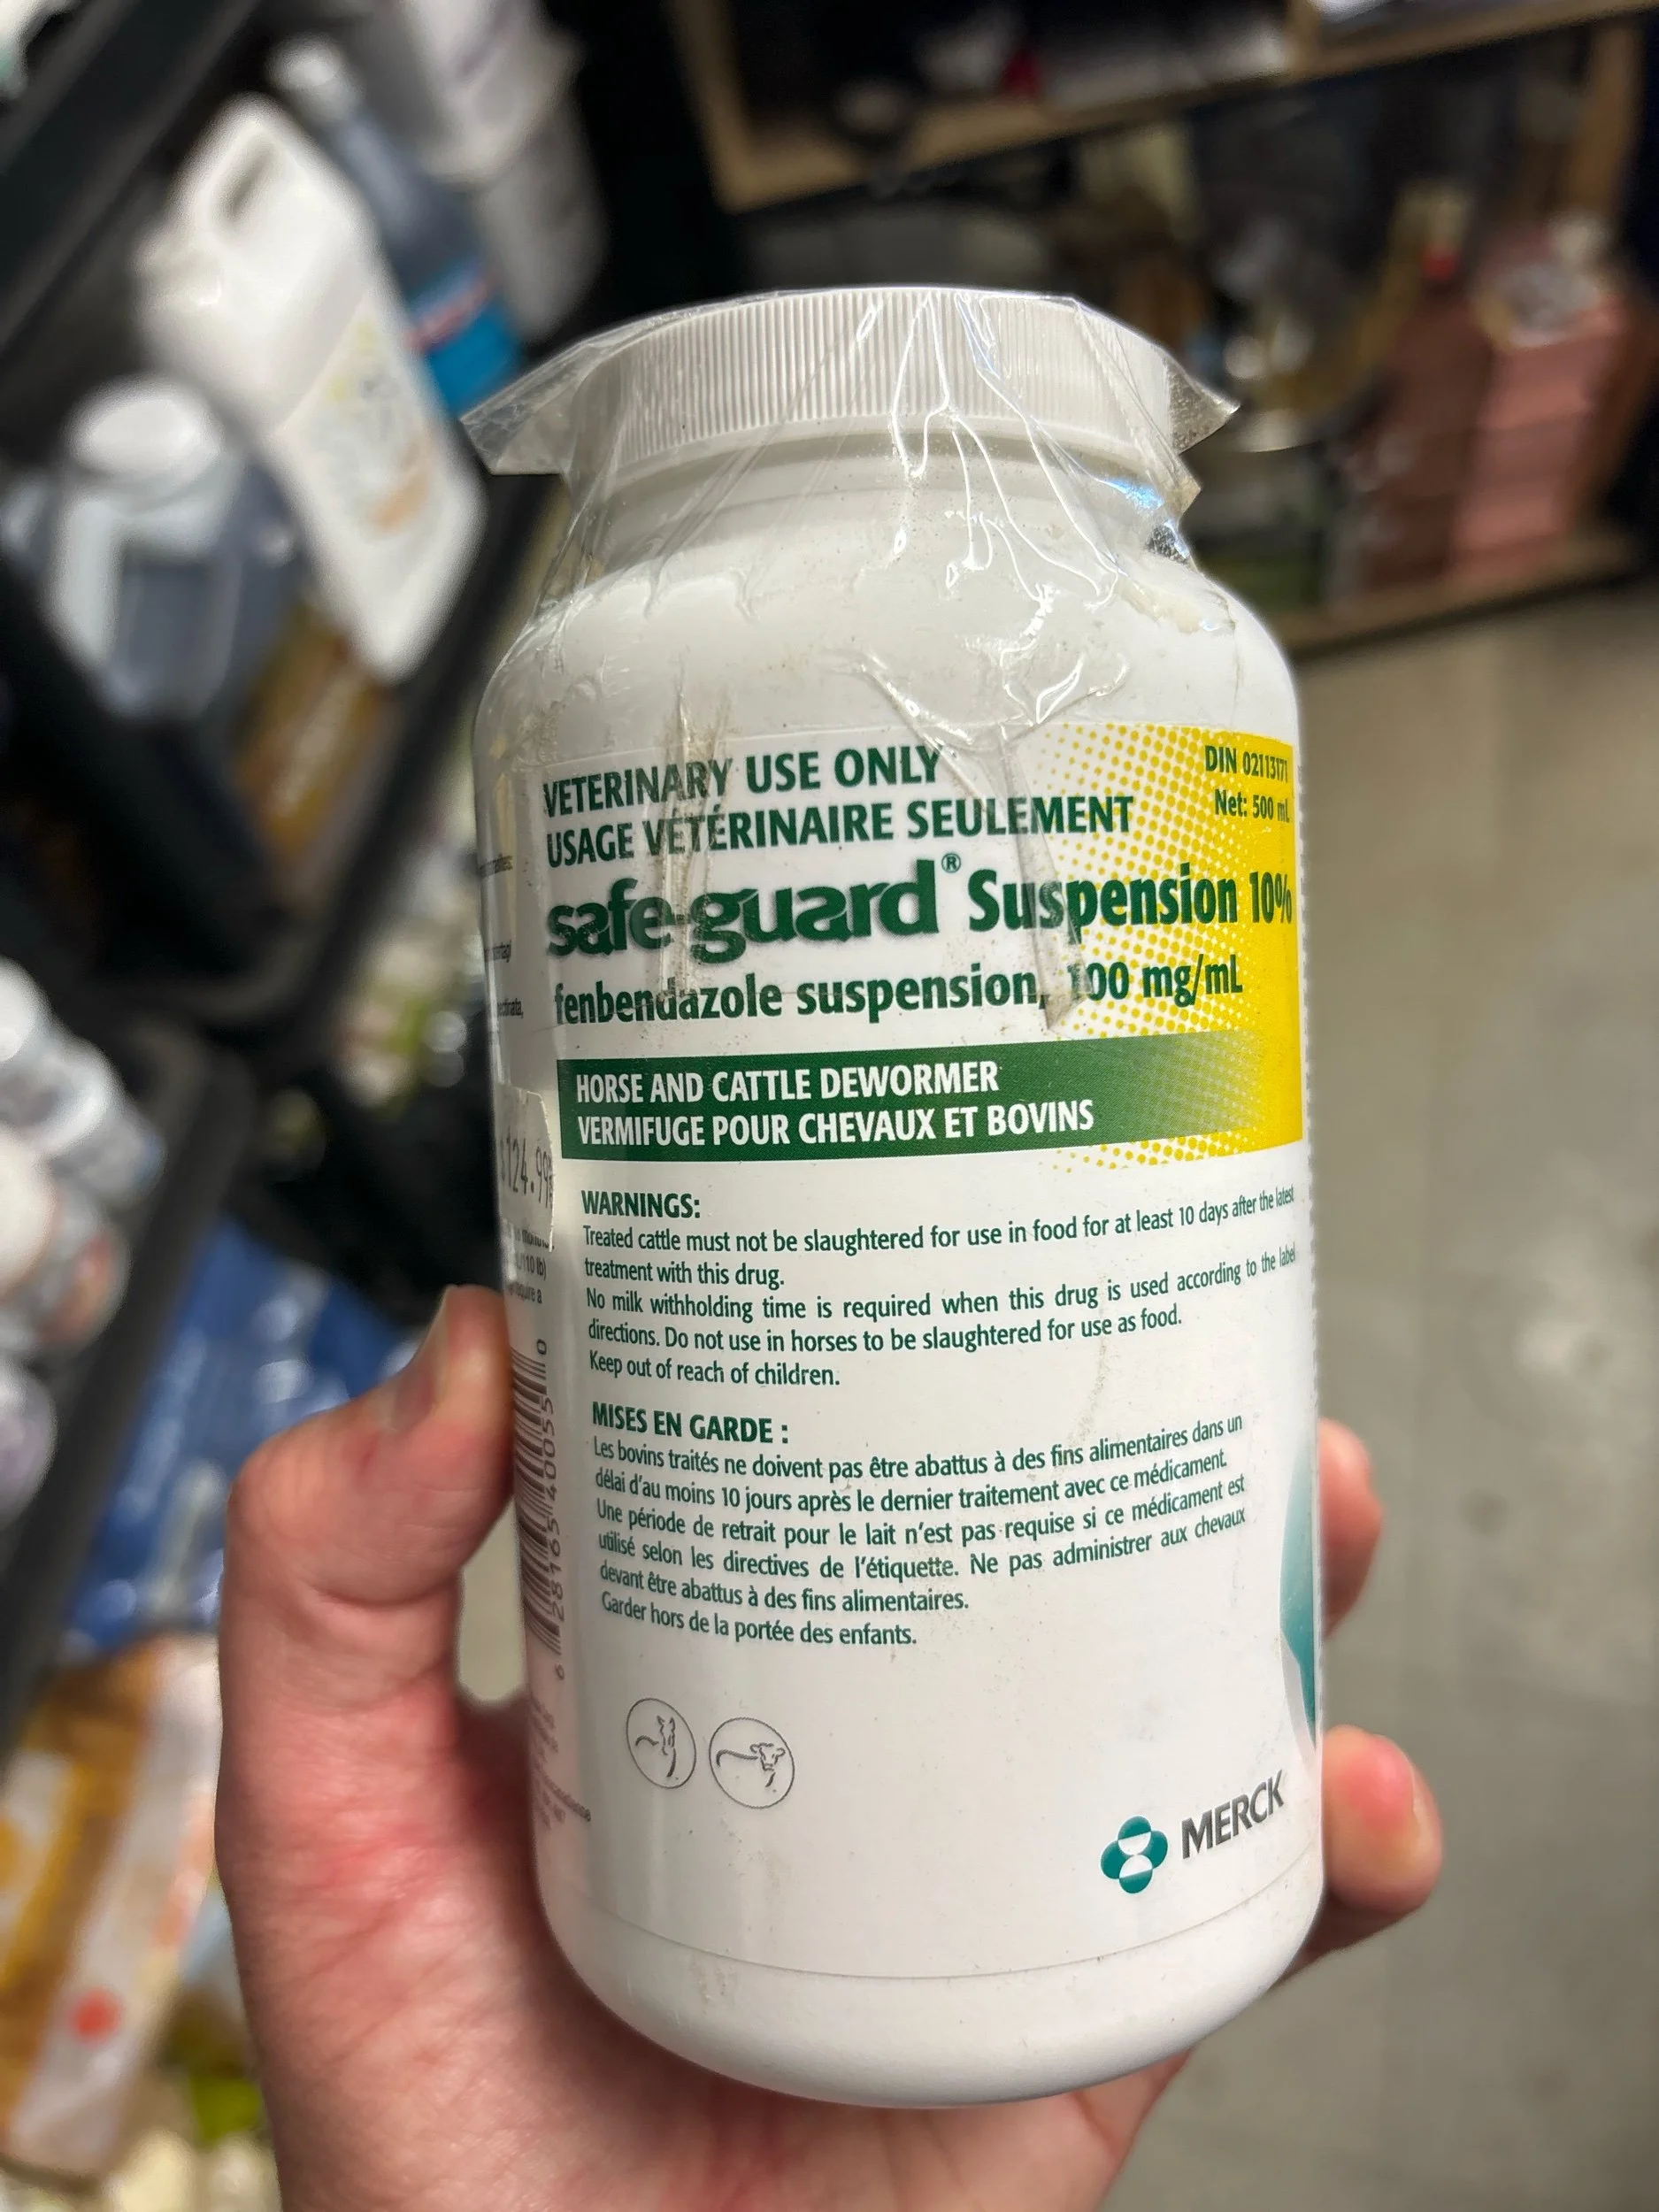 VETERINARY USE ONLY
USAGE VÉTÉRINAIRE SEULEMENT
DIN 02113171
Net: 500 mL
safe-guard® Suspension 10%
fenbendazole suspension, 100 mg/mL
HORSE AND CATTLE DEWORMER
VERMIFUGE POUR CHEVAUX ET BOVINS
WARNINGS:
Treated cattle must not be slaughtered for use in food for at least 10 days after the latest
treatment with this drug.
No milk withholding time is required when this drug is used according to the label
directions. Do not use in horses to be slaughtered for use as food.
Keep out of reach of children.
MISES EN GARDE :
Les bovins traités ne doivent pas être abattus à des fins alimentaires dans un
délai d'au moins 10 jours après le dernier traitement avec ce médicament.
Une période de retrait pour le lait n'est pas requise si ce médicament est
utilisé selon les directives de l'étiquette. Ne pas administrer aux chevaux
devant être abattus à des fins alimentaires.
Garder hors de la portée des enfants.
MERCK
$124.99
/110 lb)
6 28165 40055 0